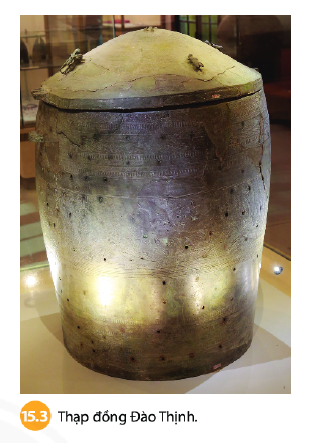 15.3 Thạp đồng Đào Thịnh.